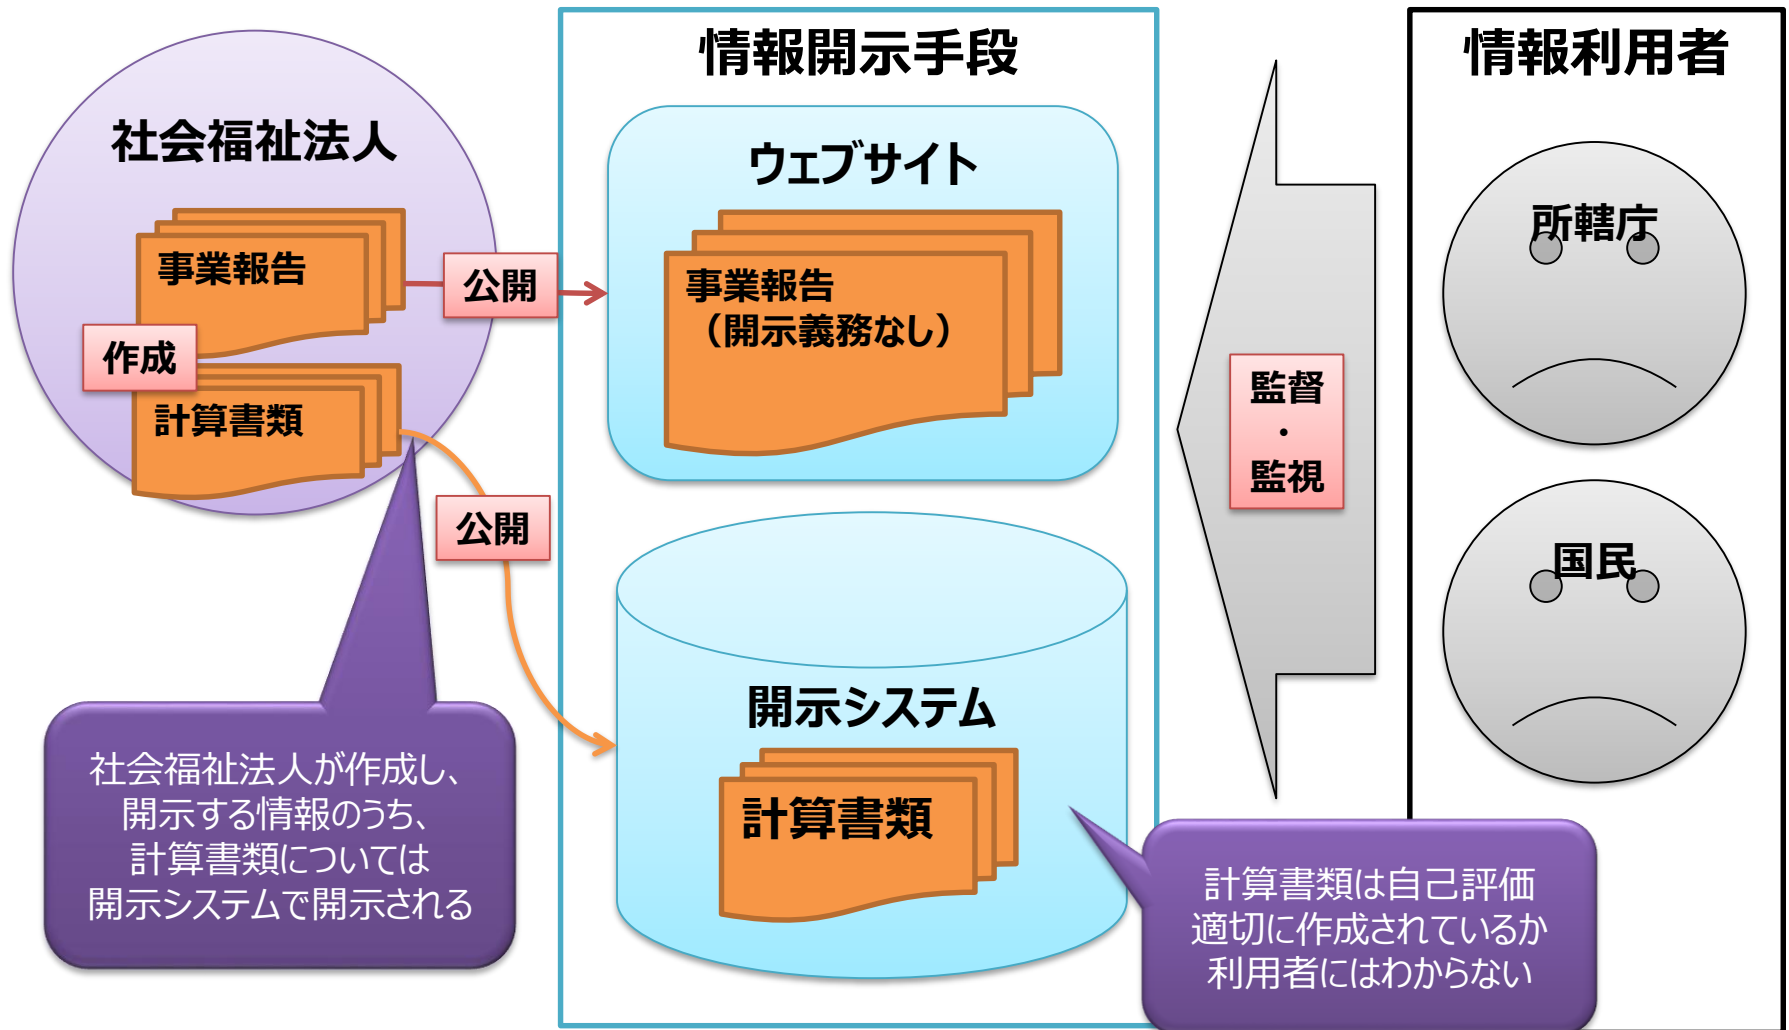 社会福祉法人
事業報告
作成
計算書類
公開
公開
社会福祉法人が作成し、
開示する情報のうち、
計算書類については
開示システムで開示される
情報開示手段
ウェブサイト
事業報告
（開示義務なし）
開示システム
計算書類
監督
・
監視
情報利用者
所轄庁
国民
計算書類は自己評価
適切に作成されているか
利用者にはわからない